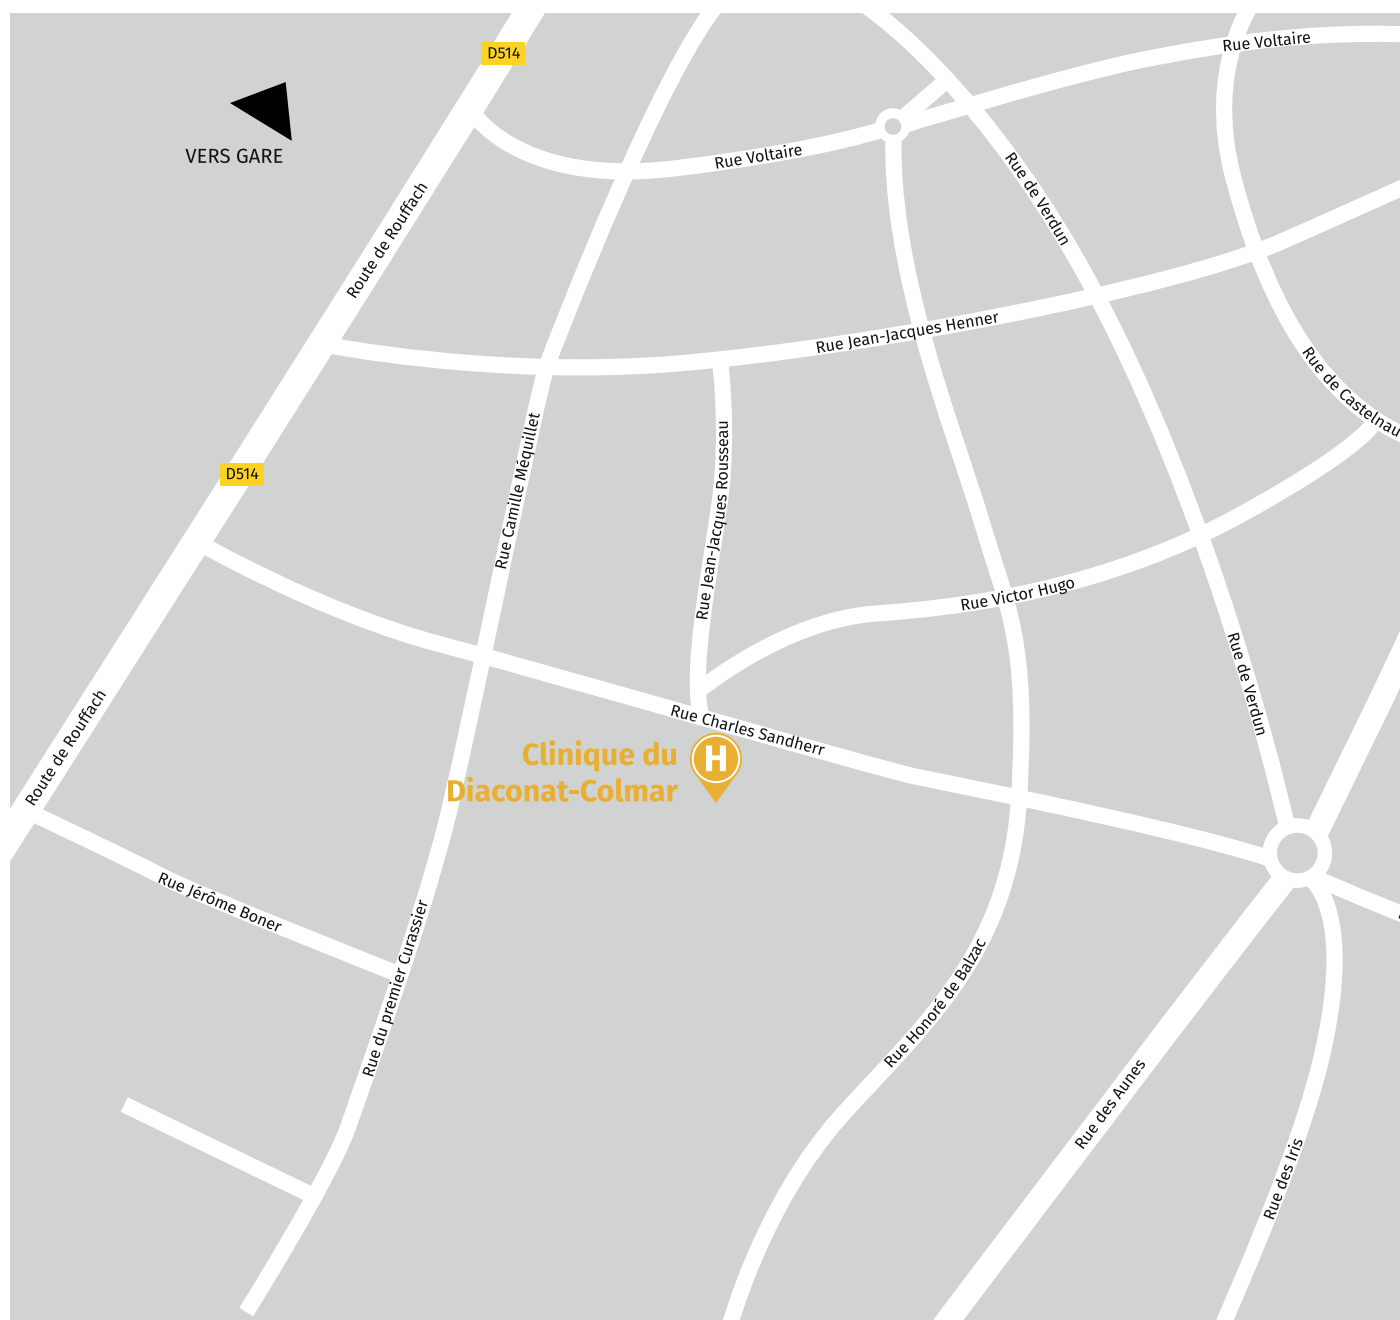 D514
Rue Voltaire
VERS GARE
Rue Voltaire
Rue de Verdun
Route de Rouffach
Rue Jean-Jacques Henner
Rue de Castelnau
D514
Rue Camille Méquillet
Rue Jean-Jacques Rousseau
Rue Victor Hugo
Rue de Verdun
Route de Rouffach
Rue Charles Sandherr
Clinique du
Diaconat-Colmar
H
Rue Jérôme Boner
Rue du premier Curassier
Rue Honoré de Balzac
Rue des Aunes
Rue des Iris